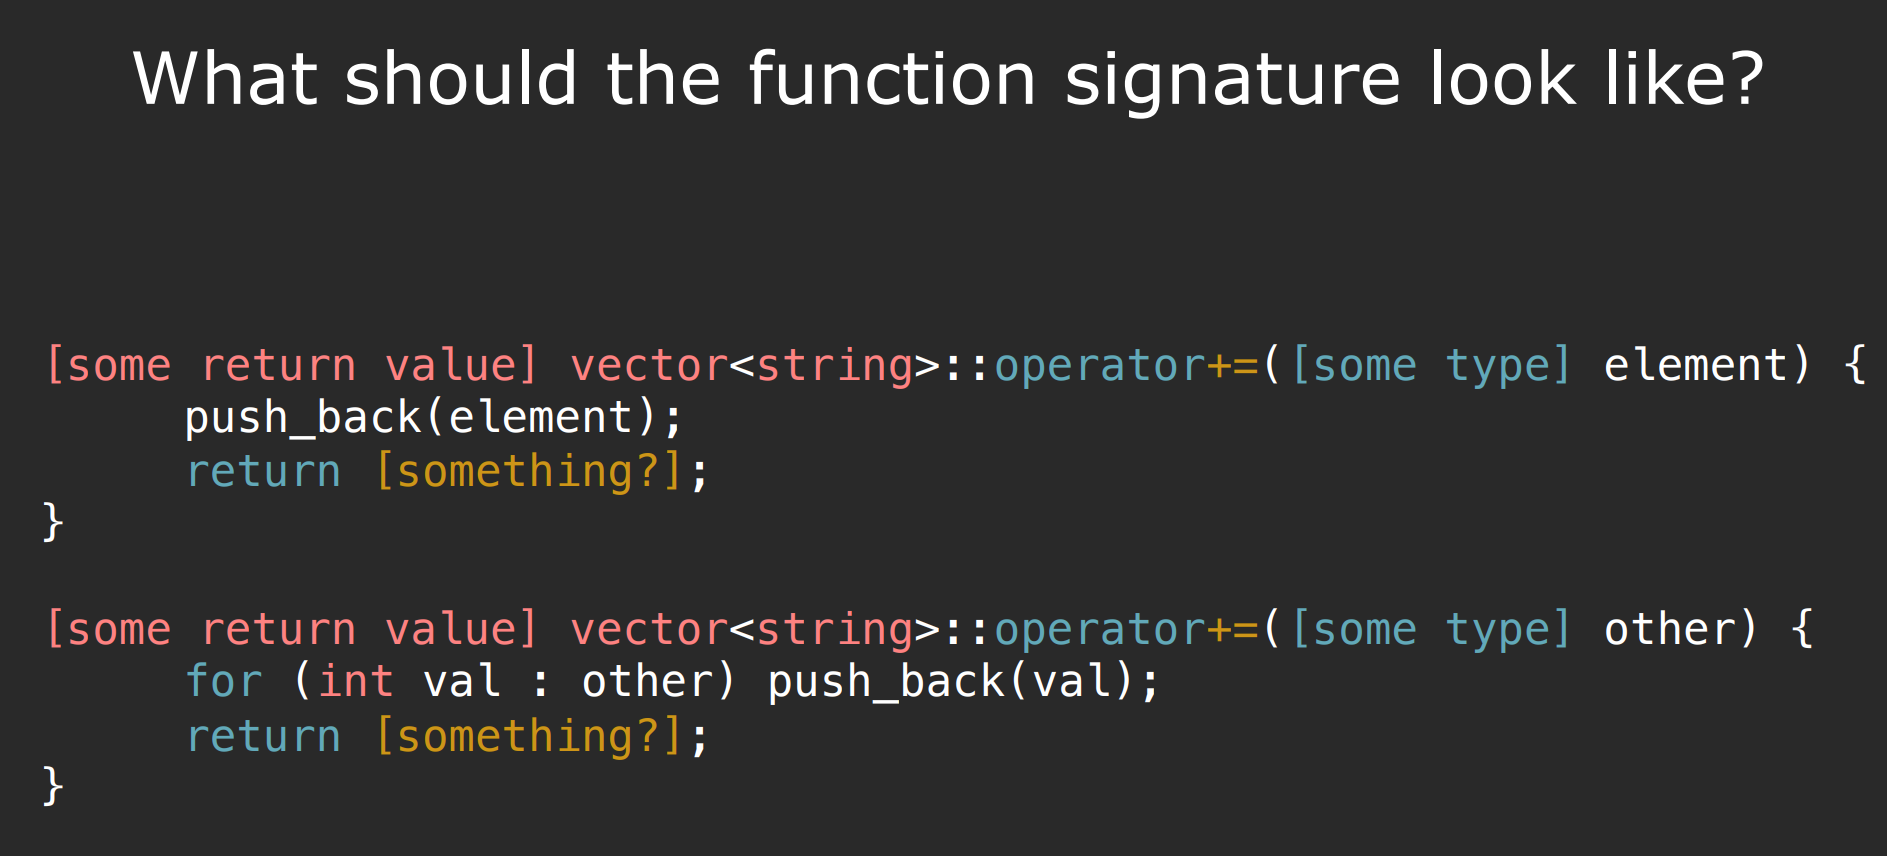 What should the function signature look like?
[some return value] vector<string>::operator+=([some type] element) {
push_back(element);
return [something?];
}
[some return value] vector<string>::operator+=([some type] other) {
for (int val : other) push_back(val);
return [something?];
}